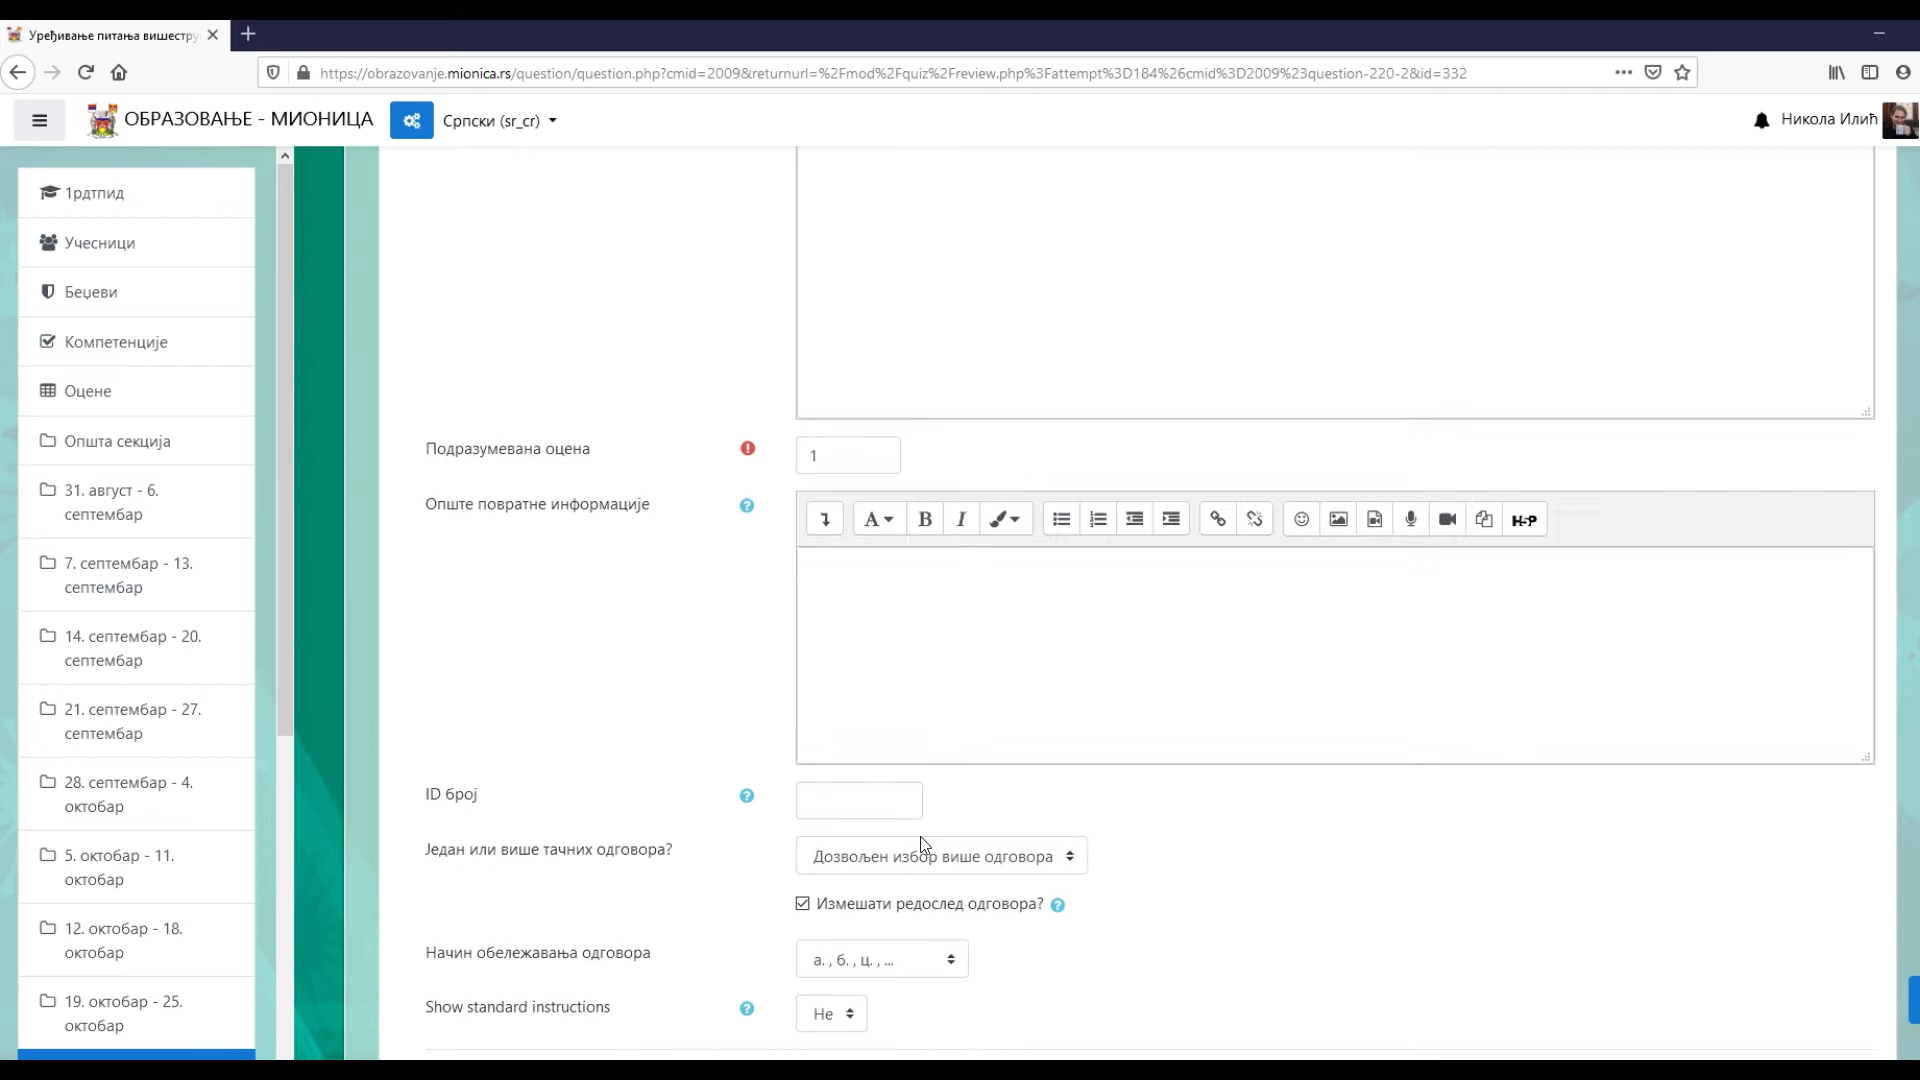 Уређивање питања вишестру
https://obrazovanje.mionica.rs/question/question.php?cmid=2009&returnurl=%2Fmod%2Fquiz%2Freview.php%3Fattempt%3D184%26cmid%3D2009%23question-220-2&id=332
ОБРАЗОВАЊЕ - МИОНИЦА
Српски (sr_cr)
Никола Илић
1рдтпид
Учесници
Беџеви
Компетенције
Оцене
Општа секција
31. август - 6.
септембар
7. септембар - 13.
септембар
14. септембар - 20.
септембар
21. септембар - 27.
септембар
28. септембар - 4.
октобар
5. октобар - 11.
октобар
12. октобар - 18.
октобар
19. октобар - 25.
октобар
Подразумевана оцена
1
Опште повратне информације
A
B
I
H5P
ID број
Један или више тачних одговора?
Дозвољен избор више одговора
Измешати редослед одговора?
Начин обележавања одговора
а. , б. , ц. , ...
Show standard instructions
Не